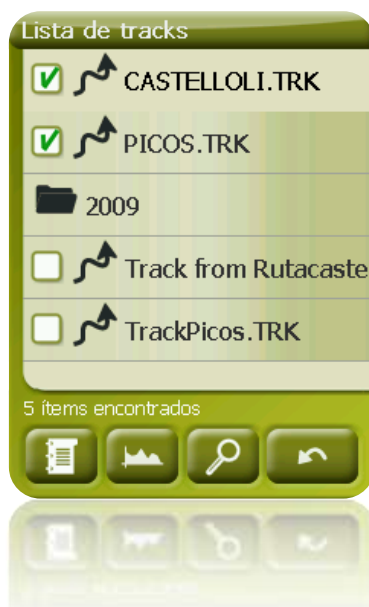 Lista de tracks
CASTELLOLI.TRK
PICOS.TRK
2009
Track from Rutacaste
TrackPicos.TRK
5 ítems encontrados